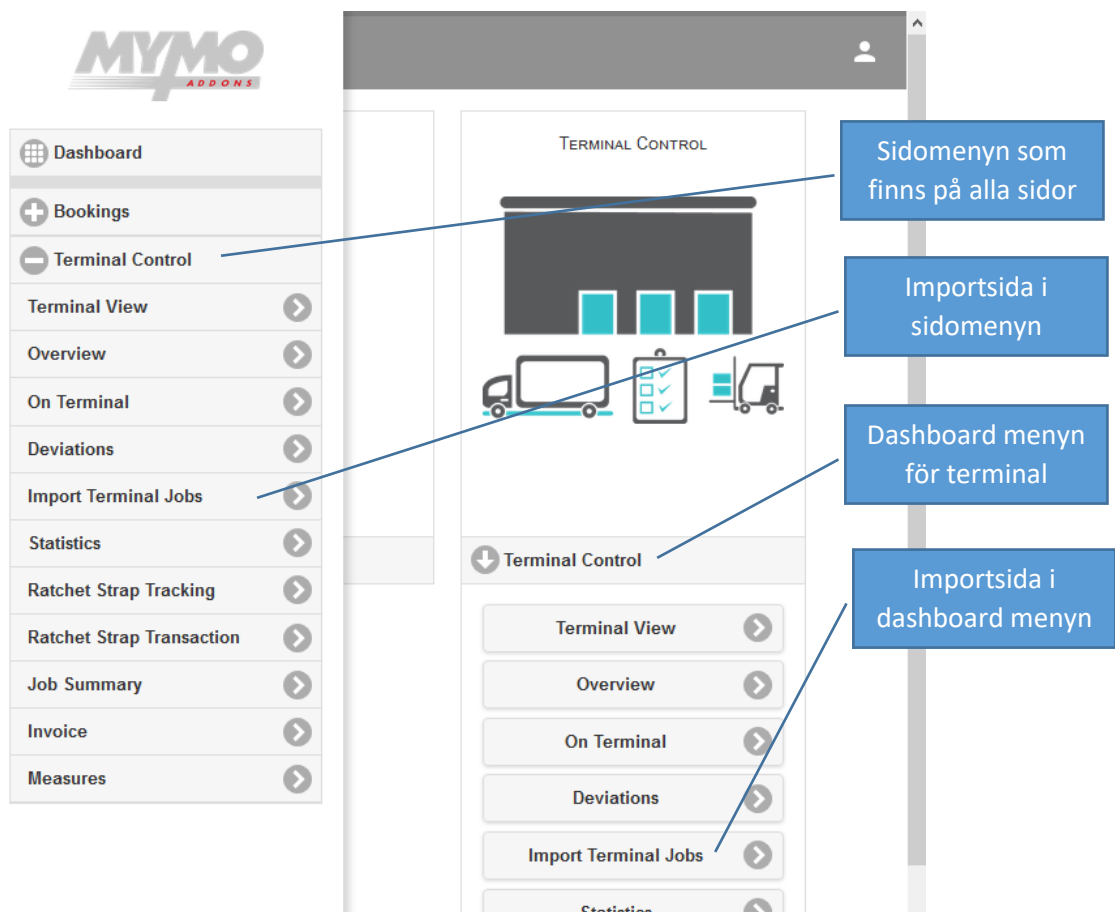 MYMO
ADDONS
Dashboard
Bookings
Terminal Control
Terminal View
Overview
On Terminal
Deviations
Import Terminal Jobs
Statistics
Ratchet Strap Tracking
Ratchet Strap Transaction
Job Summary
Invoice
Measures
TERMINAL CONTROL
Terminal Control
Terminal View
Overview
On Terminal
Deviations
Import Terminal Jobs
Statistics
Sidomenyn som
finns på alla sidor
Importsida i
sidomenyn
Dashboard menyn
för terminal
Importsida i
dashboard menyn